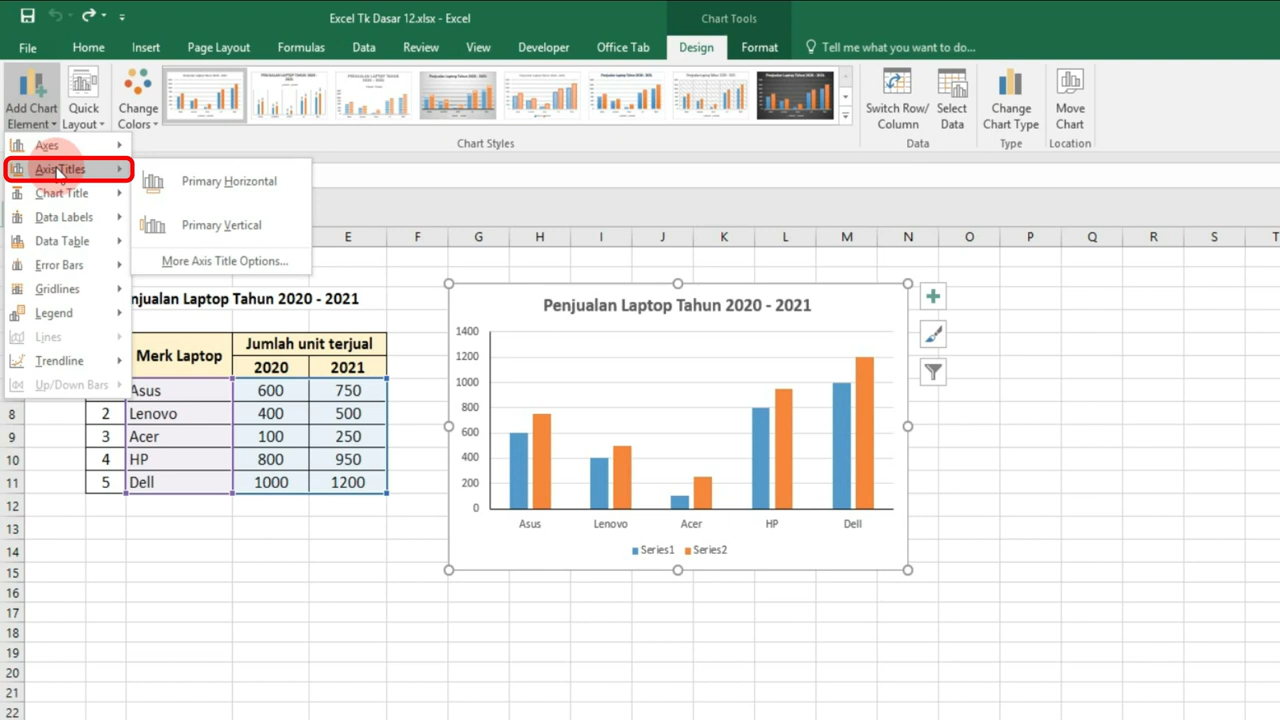 Excel Tk Dasar 12.xlsx - Excel
Chart Tools
File Home Insert Page Layout Formulas Data Review View Developer Office Tab Design Format Tell me what you want to do...
Add Chart Element
Quick Layout
Change Colors
Switch Row/ Column
Select Data
Change Chart Type
Move Chart
Chart Styles
Data
Type
Location
Axes
Axis Titles
Chart Title
Data Labels
Data Table
Error Bars
Gridlines
Legend
Lines
Trendline
Up/Down Bars
Primary Horizontal
Primary Vertical
More Axis Title Options...
E F G H I J K L M N O P Q R S T
njualan Laptop Tahun 2020 - 2021
Merk Laptop
Jumlah unit terjual
2020 2021
Asus 600 750
8 2 Lenovo 400 500
9 3 Acer 100 250
10 4 HP 800 950
11 5 Dell 1000 1200
12
13
14
15
16
17
18
19
20
21
22
Penjualan Laptop Tahun 2020 - 2021
1400
1200
1000
800
600
400
200
0
Asus Lenovo Acer HP Dell
Series1 Series2